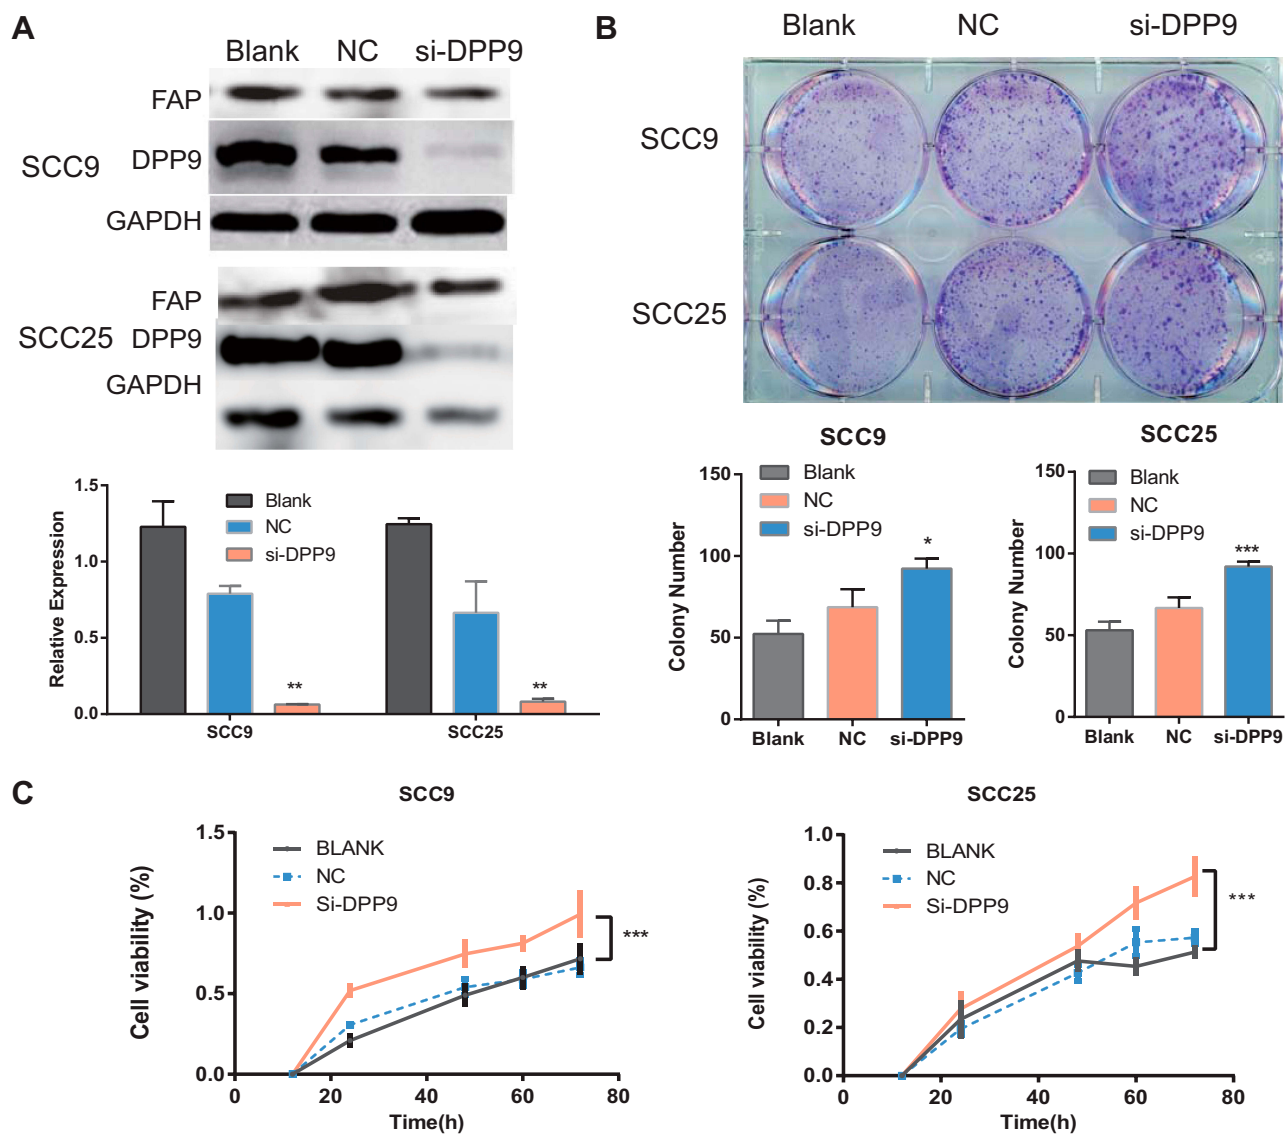 A
Blank NC si-DPP9
FAP
SCC9 DPP9
GAPDH
FAP
SCC25 DPP9
GAPDH
Relative Expression
1.5
1.0
0.5
0.0
Blank
NC
si-DPP9
**
**
SCC9 SCC25
B
Blank NC si-DPP9
SCC9
SCC25
SCC9
Colony Number
150
100
50
0
Blank
NC
si-DPP9
*
Blank NC si-DPP9
SCC25
Colony Number
150
100
50
0
Blank
NC
si-DPP9
***
Blank NC si-DPP9
C
SCC9
Cell viability (%)
1.5
1.0
0.5
0.0
BLANK
NC
Si-DPP9
***
0 20 40 60 80
Time(h)
SCC25
Cell viability (%)
1.0
0.8
0.6
0.4
0.2
0.0
BLANK
NC
Si-DPP9
***
0 20 40 60 80
Time(h)